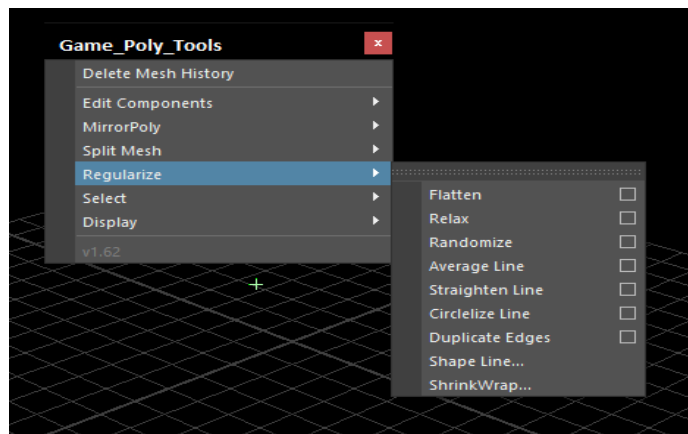 Game_Poly_Tools
x
Delete Mesh History
Edit Components
MirrorPoly
Split Mesh
Regularize
Select
Display
v1.62
Flatten
Relax
Randomize
Average Line
Straighten Line
Circlelize Line
Duplicate Edges
Shape Line...
ShrinkWrap...